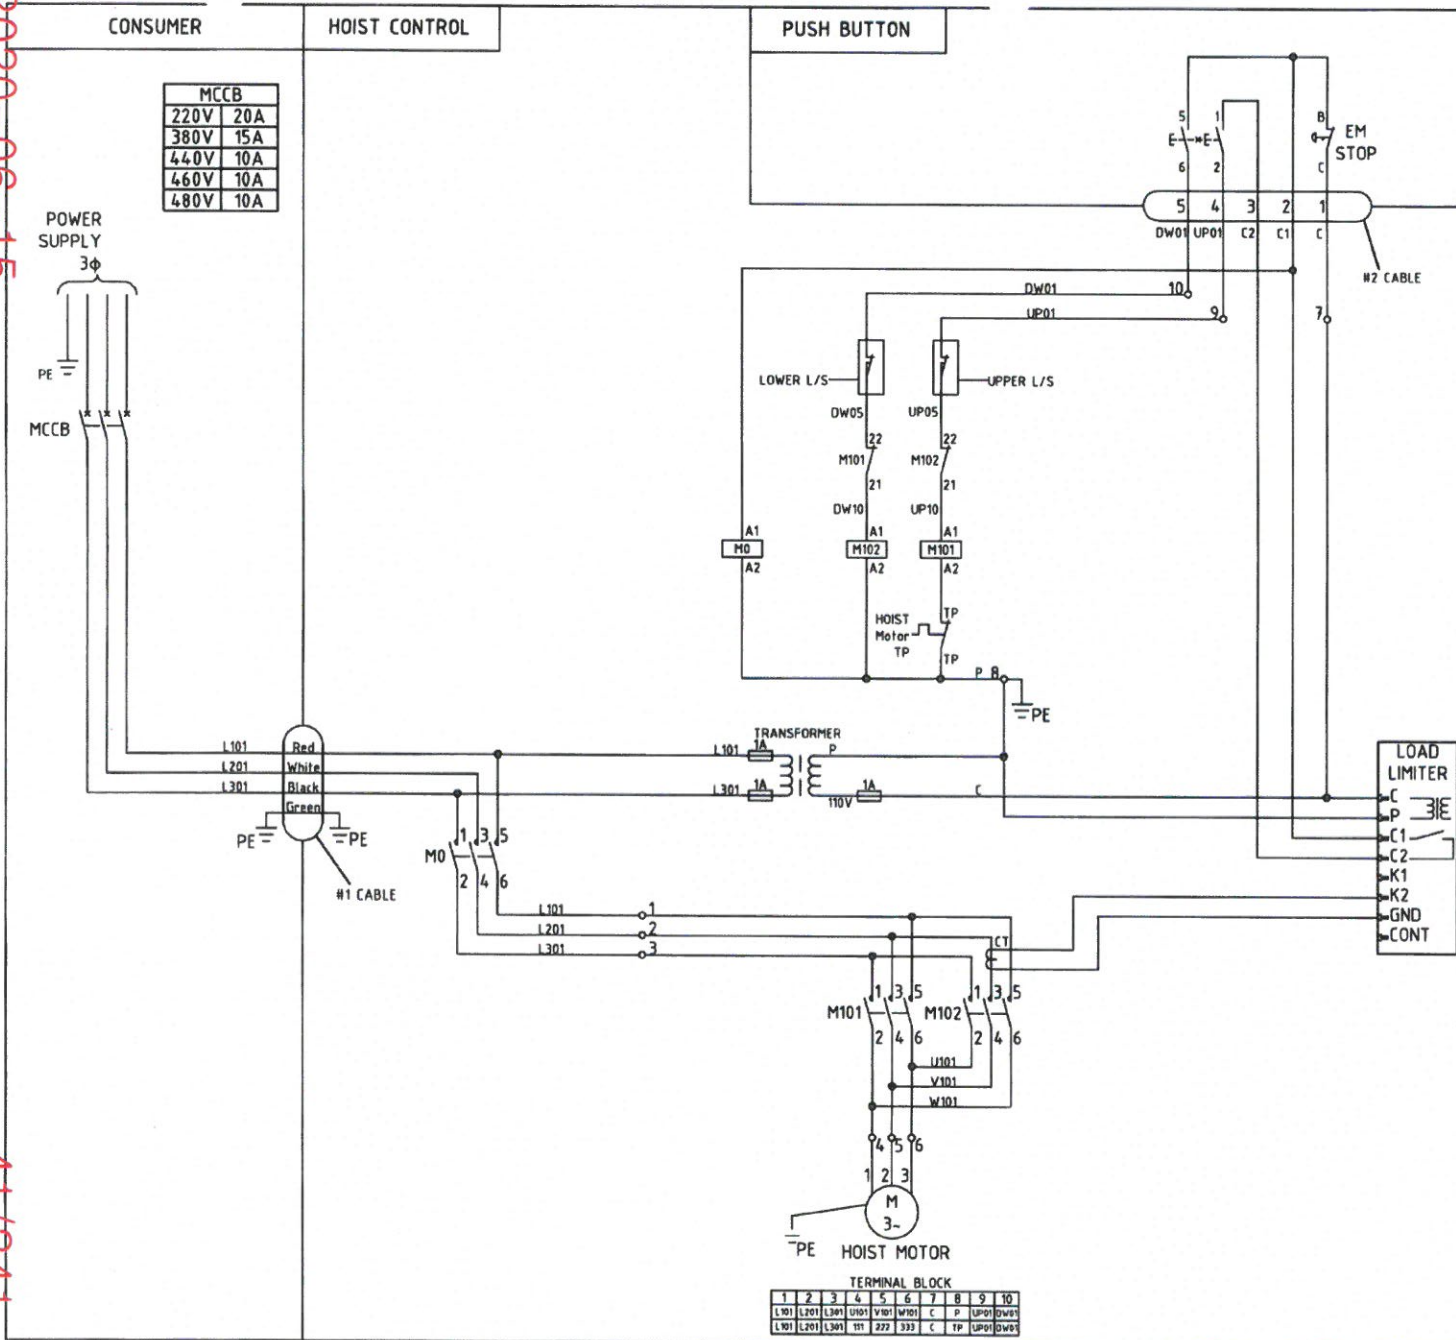 CONSUMER
HOIST CONTROL
PUSH BUTTON
MCCB
220V 20A
380V 15A
440V 10A
460V 10A
480V 10A
POWER
SUPPLY
3ϕ
PE
MCCB
5 1 B
E E EM
STOP
6 2 C
5 4 3 2 1
DW01 UP01 C2 C1 C
#2 CABLE
DW01 10
UP01 9 7
LOWER L/S UPPER L/S
DW05 UP05
22 22
M101 M102
21 21
DW10 UP10
A1 A1 A1
M0 M102 M101
A2 A2 A2
HOIST TP
Motor
TP TP
P 8
PE
TRANSFORMER
L101 Red L101 1A P
L201 White
L301 Black L301 1A 110V 1A C
Green
PE PE
#1 CABLE
LOAD
LIMITER
C
P
C1
C2
K1
K2
GND
CONT
1 3 5
M0
2 4 6
L101 1
L201 2
L301 3
CT
1 3 5 1 3 5
M101 M102
2 4 6 2 4 6
U101
V101
W101
4 5 6
1 2 3
M
3~
PE
HOIST MOTOR
TERMINAL BLOCK
1 2 3 4 5 6 7 8 9 10
L101 L201 L301 U101 V101 W101 C P UP01 DW01
L101 L201 L301 111 222 333 C TP UP01 DW01